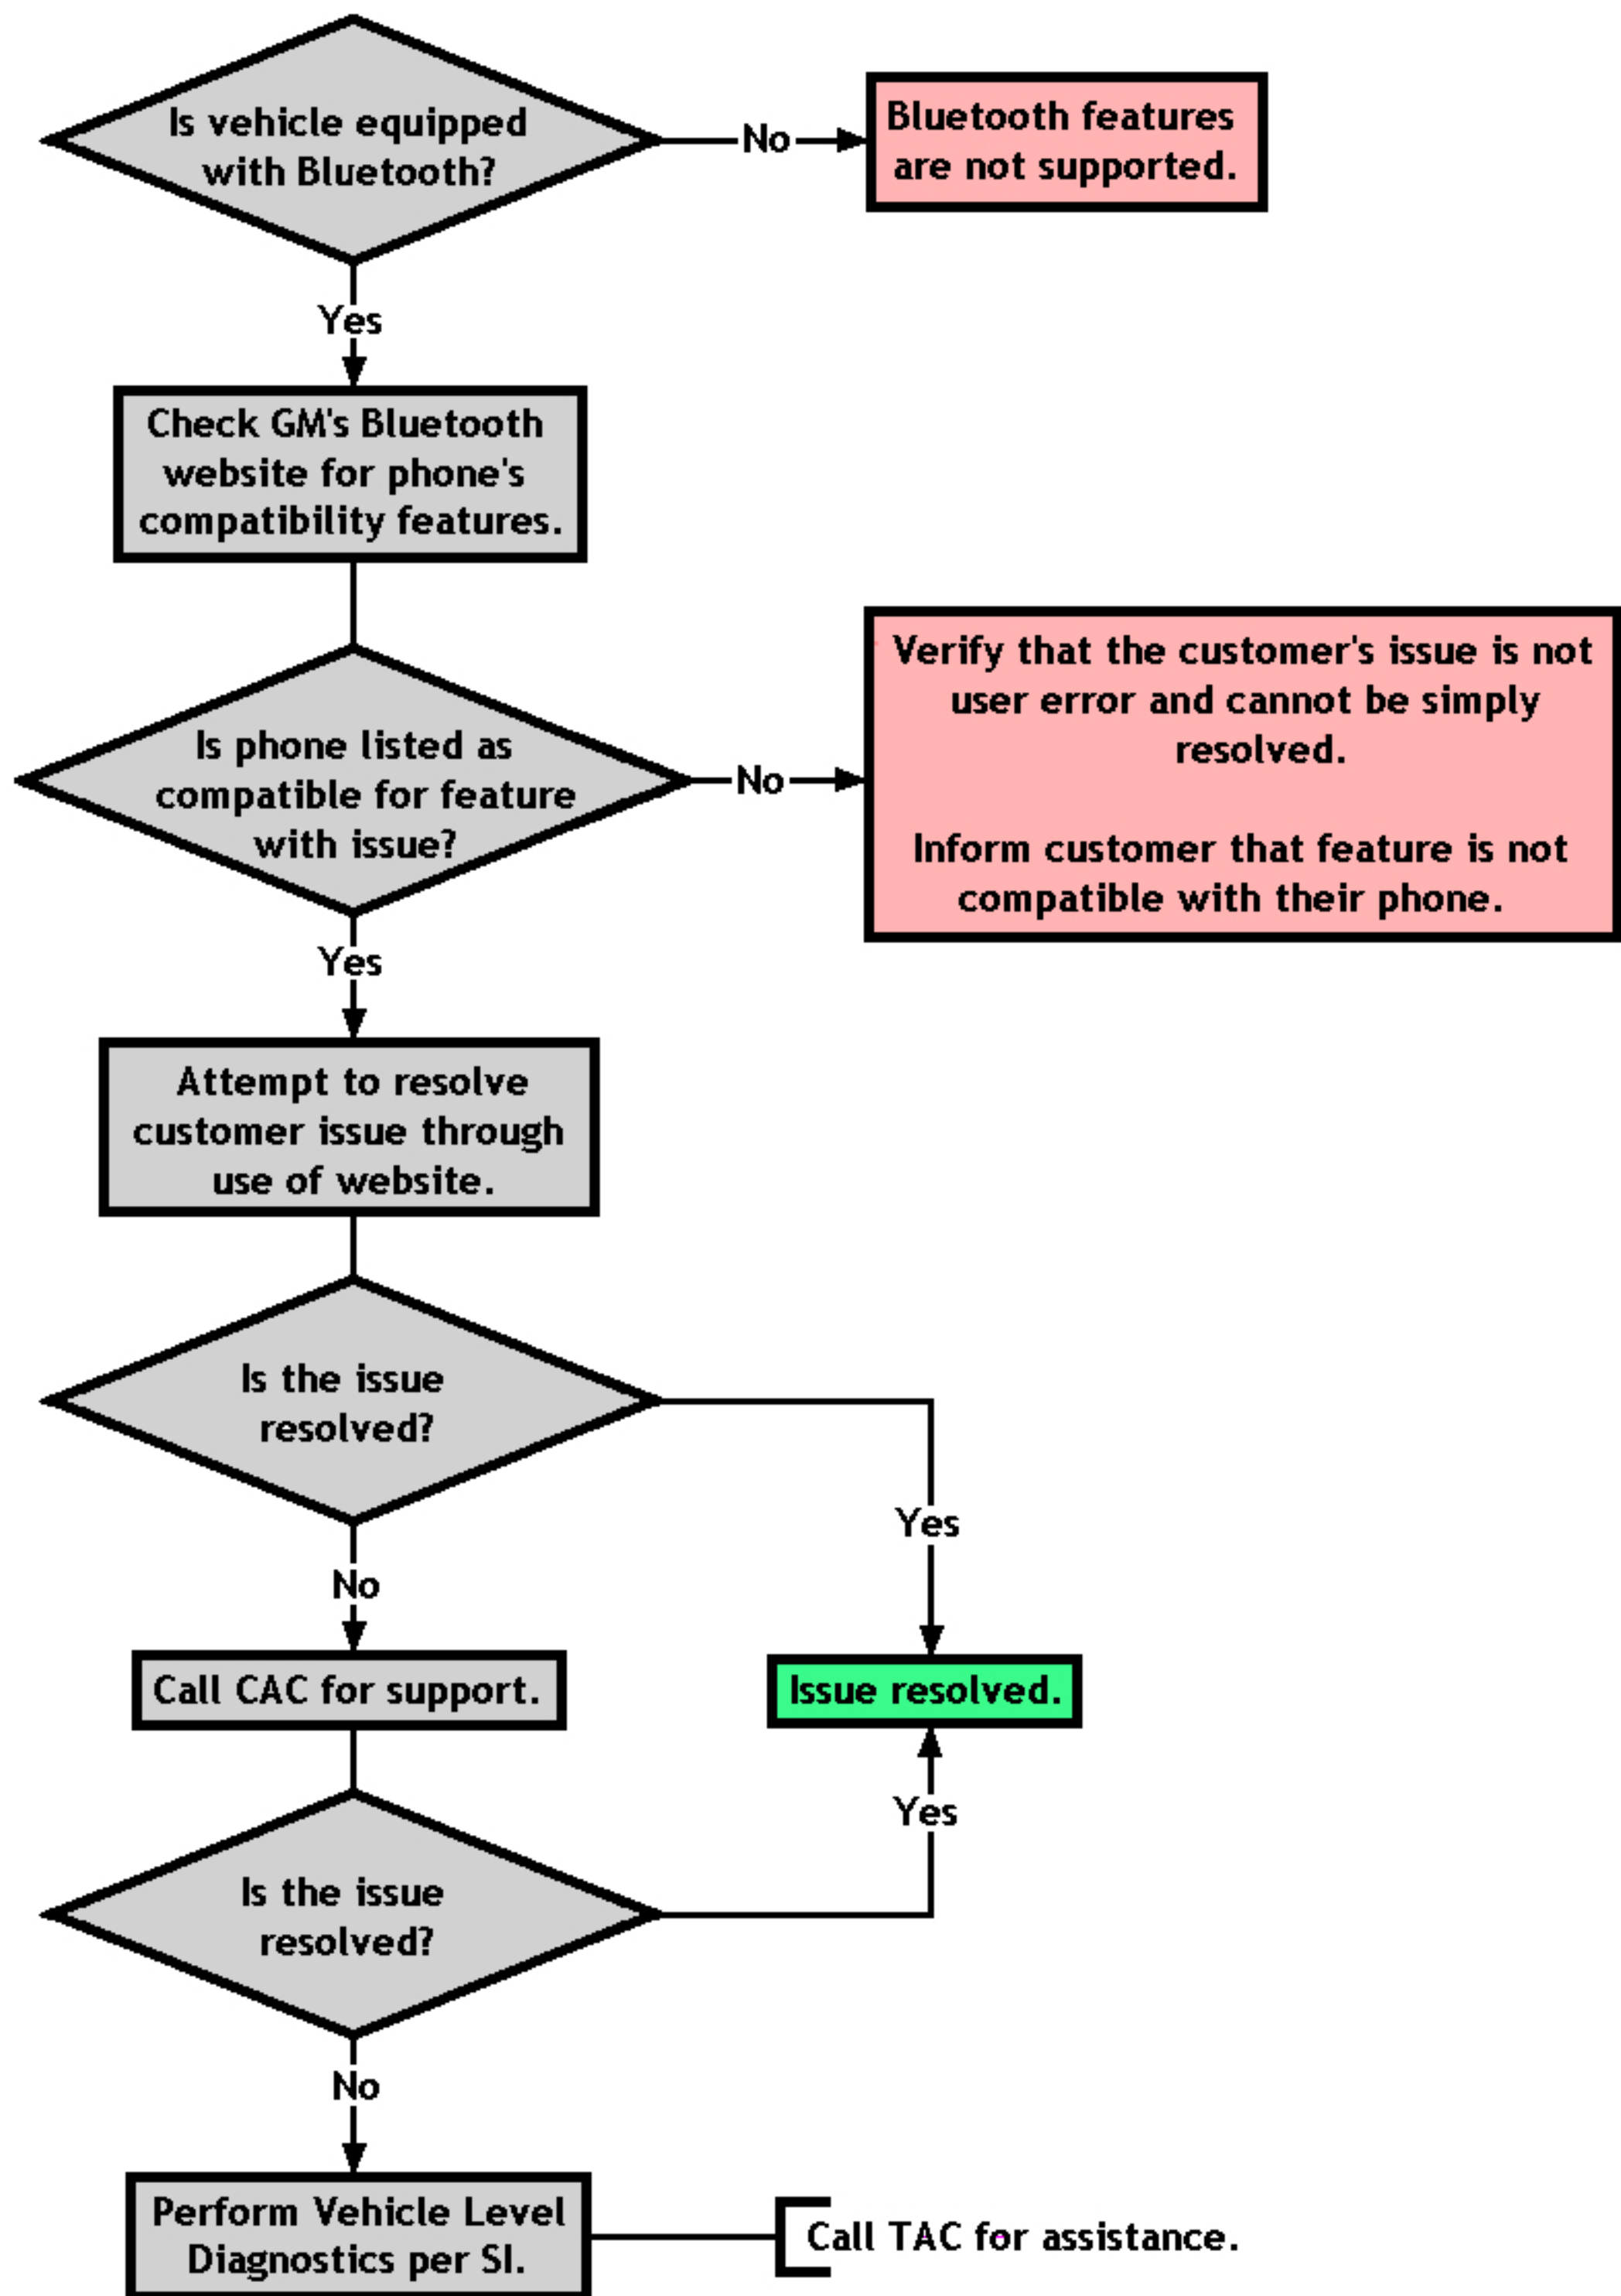 Is vehicle equipped
with Bluetooth?
No
Bluetooth features
are not supported.
Yes
Check GM's Bluetooth
website for phone's
compatibility features.
Is phone listed as
compatible for feature
with issue?
No
Verify that the customer's issue is not
user error and cannot be simply
resolved.
Inform customer that feature is not
compatible with their phone.
Yes
Attempt to resolve
customer issue through
use of website.
Is the issue
resolved?
Yes
No
Call CAC for support.
Issue resolved.
Yes
Is the issue
resolved?
No
Perform Vehicle Level
Diagnostics per SI.
Call TAC for assistance.